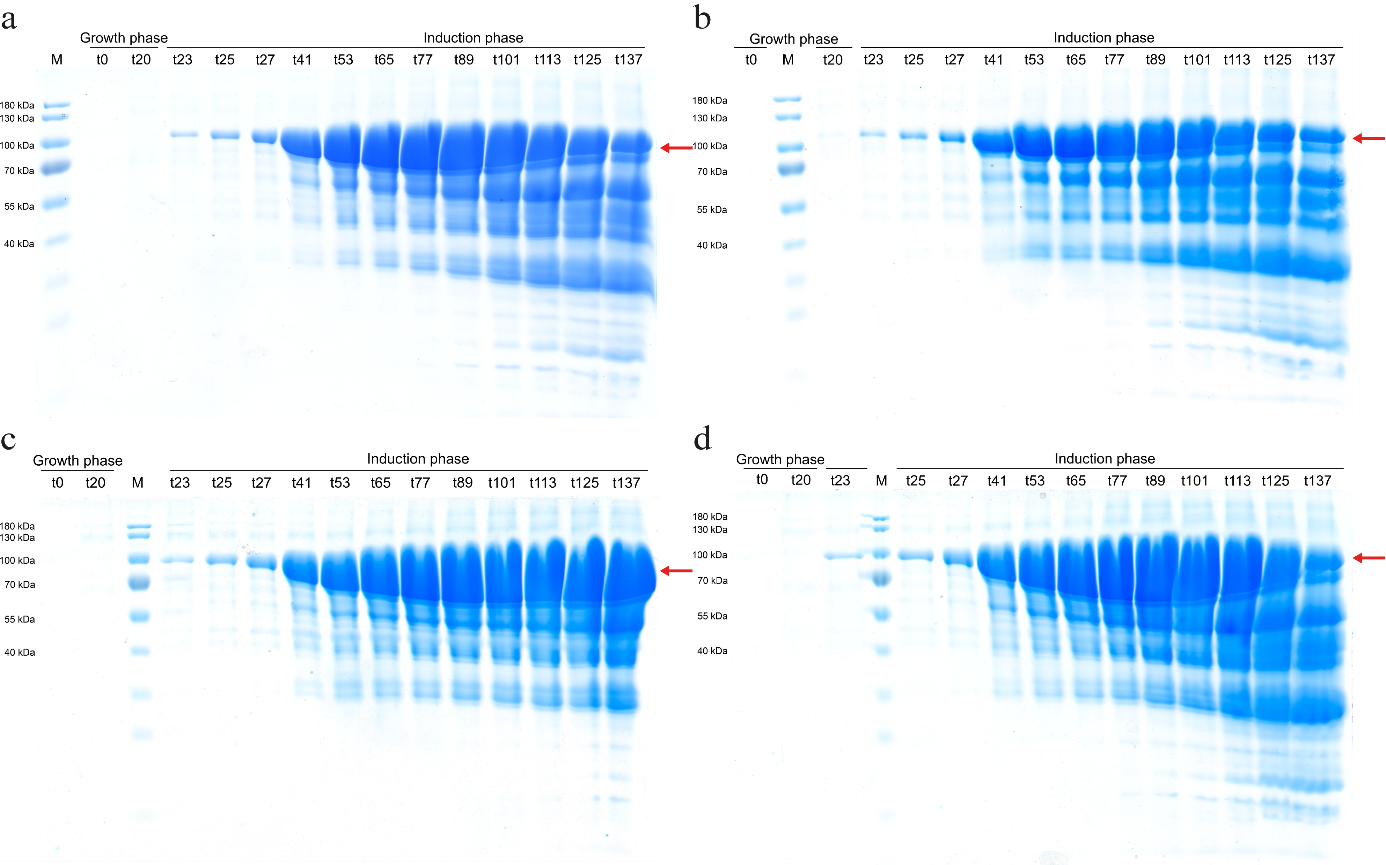 a
Growth phase
Induction phase
M t0 t20 t23 t25 t27 t41 t53 t65 t77 t89 t101 t113 t125 t137
180 kDa
130 kDa
100 kDa
70 kDa
55 kDa
40 kDa
b
Growth phase
Induction phase
t0 M t20 t23 t25 t27 t41 t53 t65 t77 t89 t101 t113 t125 t137
180 kDa
130 kDa
100 kDa
70 kDa
55 kDa
40 kDa
c
Growth phase
Induction phase
t0 t20 M t23 t25 t27 t41 t53 t65 t77 t89 t101 t113 t125 t137
180 kDa
130 kDa
100 kDa
70 kDa
55 kDa
40 kDa
d
Growth phase
Induction phase
t0 t20 t23 M t25 t27 t41 t53 t65 t77 t89 t101 t113 t125 t137
180 kDa
130 kDa
100 kDa
70 kDa
55 kDa
40 kDa